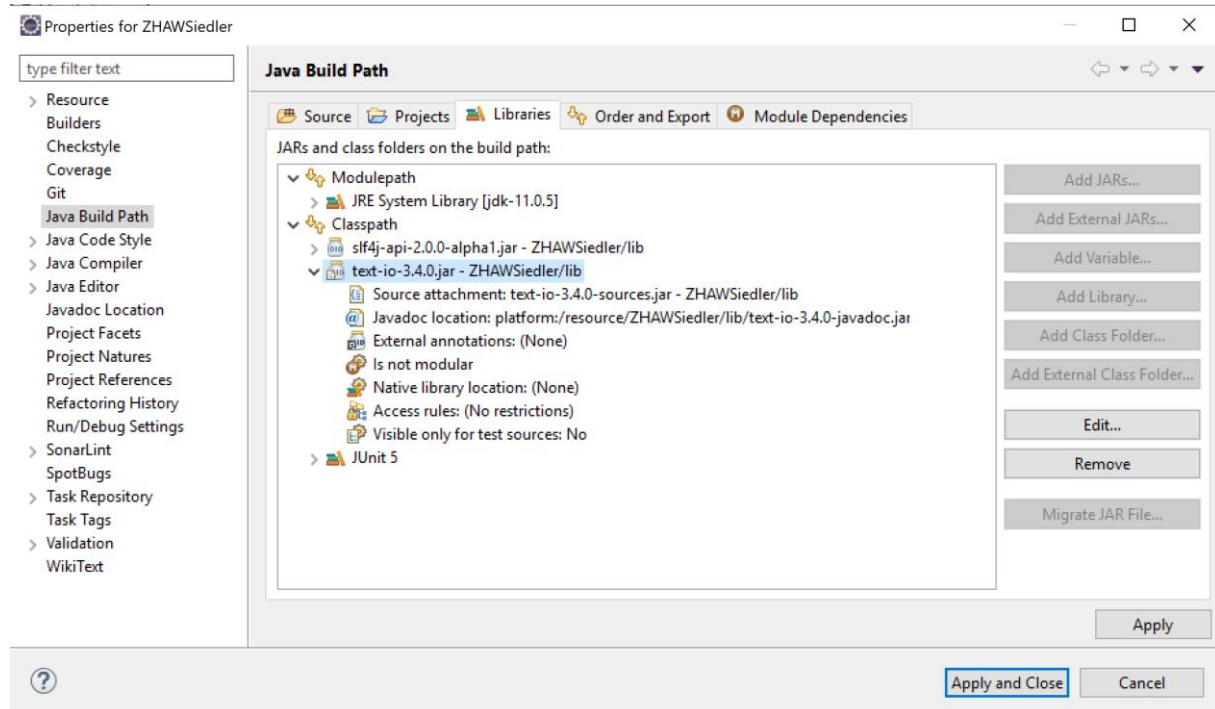 Properties for ZHAWSiedler
type filter text
Resource
Builders
Checkstyle
Coverage
Git
Java Build Path
Java Code Style
Java Compiler
Java Editor
Javadoc Location
Project Facets
Project Natures
Project References
Refactoring History
Run/Debug Settings
SonarLint
SpotBugs
Task Repository
Task Tags
Validation
WikiText
Java Build Path
Source Projects Libraries Order and Export Module Dependencies
JARs and class folders on the build path:
Modulepath
JRE System Library [jdk-11.0.5]
Classpath
slf4j-api-2.0.0-alpha1.jar - ZHAWSiedler/lib
text-io-3.4.0.jar - ZHAWSiedler/lib
Source attachment: text-io-3.4.0-sources.jar - ZHAWSiedler/lib
Javadoc location: platform:/resource/ZHAWSiedler/lib/text-io-3.4.0-javadoc.jar
External annotations: (None)
Is not modular
Native library location: (None)
Access rules: (No restrictions)
Visible only for test sources: No
JUnit 5
Add JARs...
Add External JARs...
Add Variable...
Add Library...
Add Class Folder...
Add External Class Folder...
Edit...
Remove
Migrate JAR File...
Apply
Apply and Close Cancel